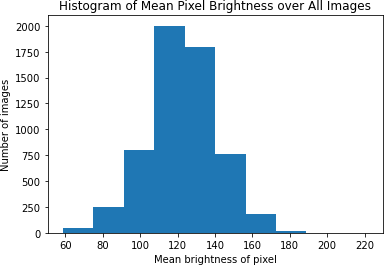 Histogram of Mean Pixel Brightness over All Images
Number of images
2000
1750
1500
1250
1000
750
500
250
0
60 80 100 120 140 160 180 200 220
Mean brightness of pixel